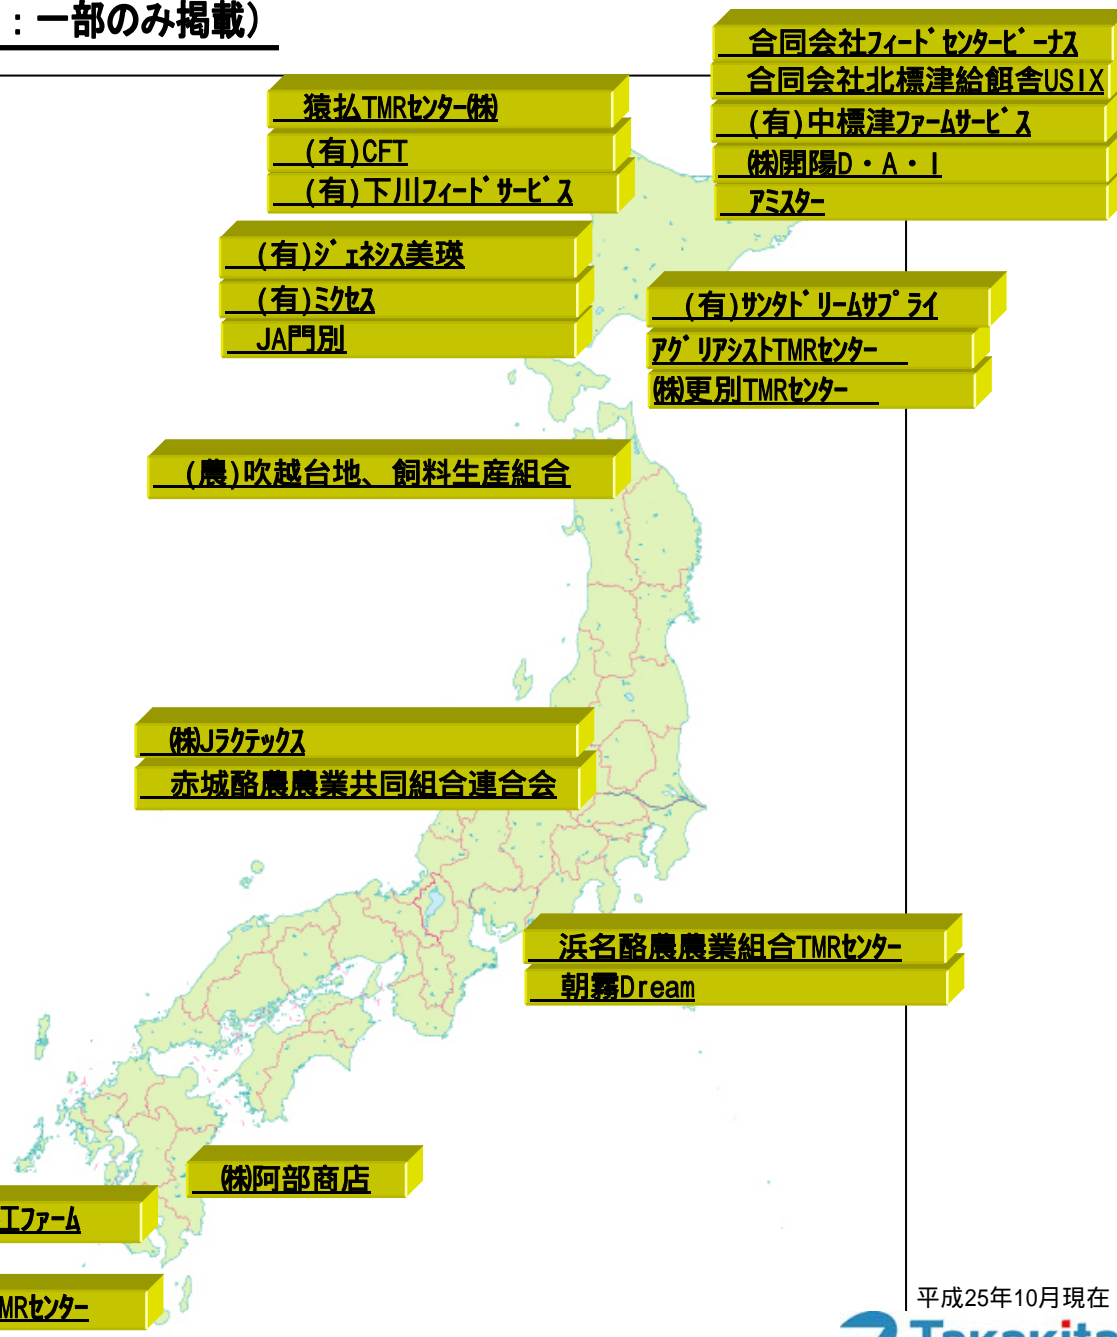 ：一部のみ掲載）
合同会社フィードセンタービーナス
合同会社北標津給餌舎USIX
(有)中標津ファームサービス
㈱開陽D・A・I
アミスター
猿払TMRセンター㈱
(有)CFT
(有)下川フィードサービス
(有)ジェネシス美瑛
(有)ミクセス
JA門別
(有)サンタドリームサプライ
アグリアシストTMRセンター
㈱更別TMRセンター
(農)吹越台地、飼料生産組合
㈱Jラクテックス
赤城酪農農業共同組合連合会
浜名酪農農業組合TMRセンター
朝霧Dream
㈱阿部商店
工ファーム
MRセンター
平成25年10月現在
Takakita